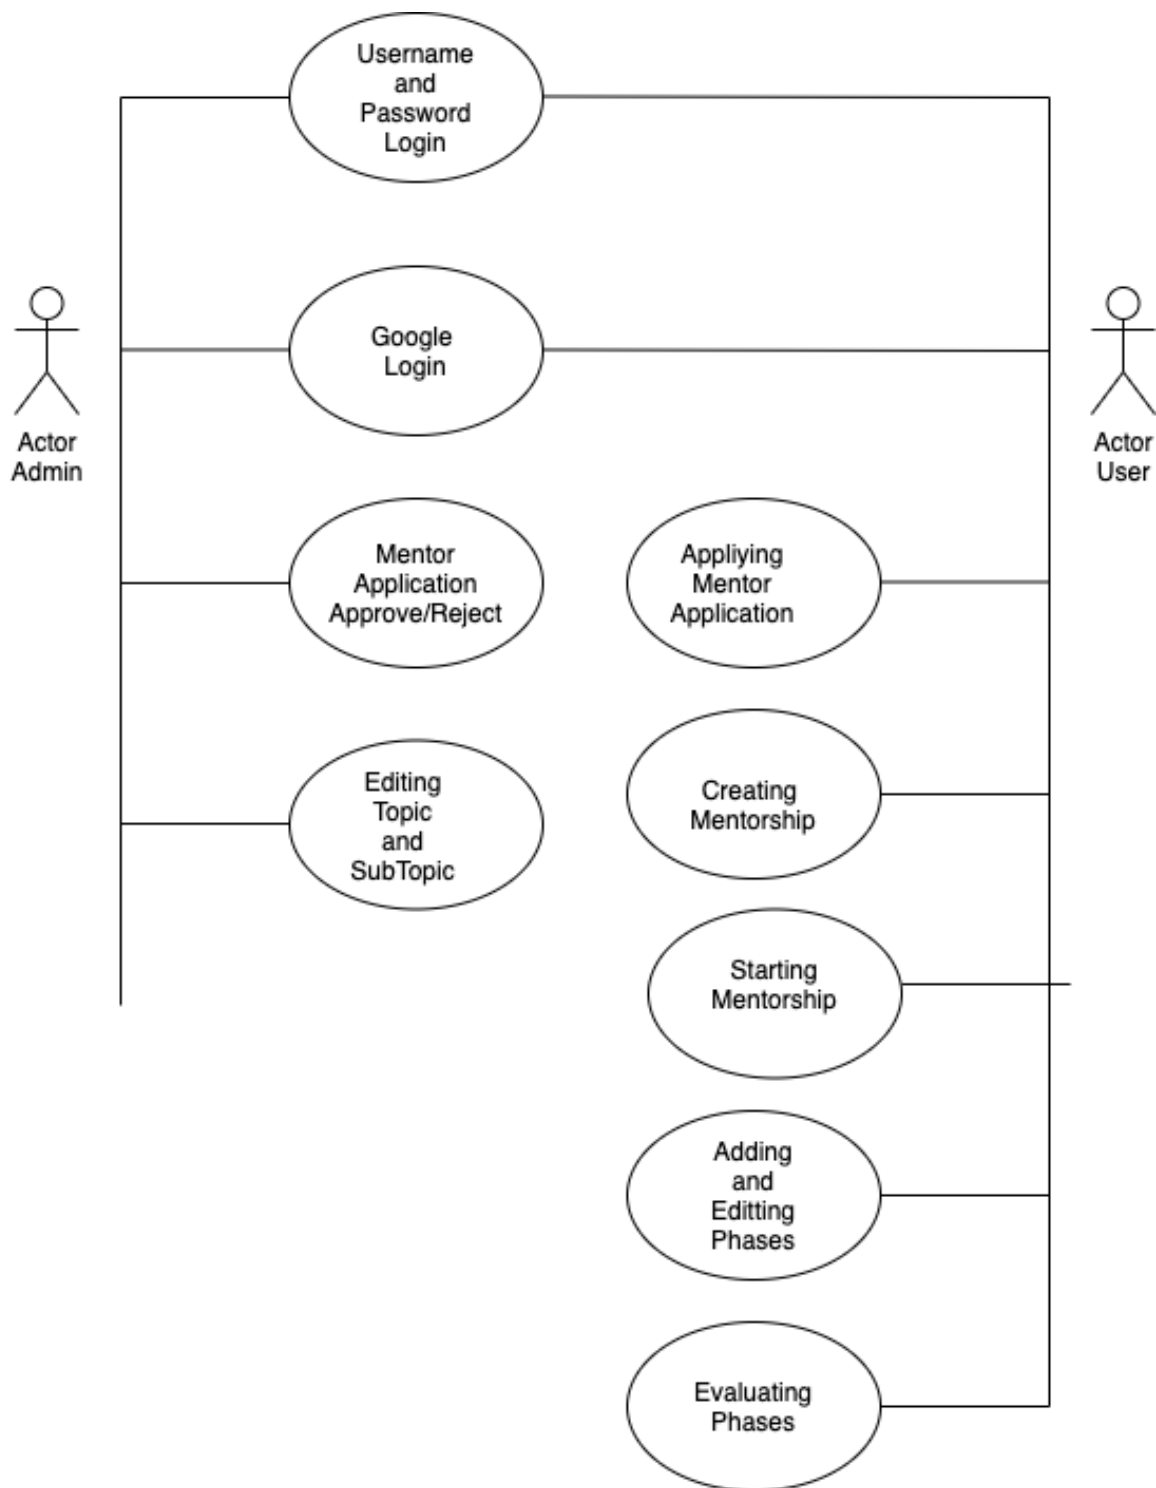 Username
and
Password
Login
Google
Login
Actor
Admin
Actor
User
Mentor
Application
Approve/Reject
Appliying
Mentor
Application
Editing
Topic
and
SubTopic
Creating
Mentorship
Starting
Mentorship
Adding
and
Editting
Phases
Evaluating
Phases